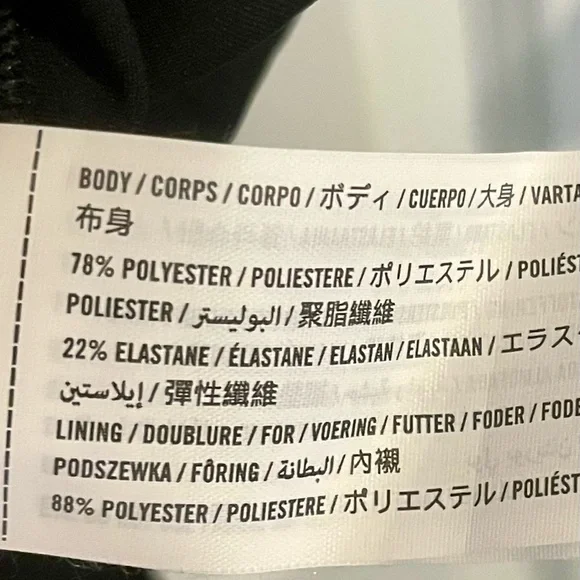 BODY / CORPS / CORPO / ボディ / CUERPO / 大身 / VARTA
布身
78% POLYESTER / POLIESTERE / ポリエステル / POLIÉST
POLIESTER / البوليستر / 聚脂纖維
22% ELASTANE / ÉLASTANE / ELASTAN / ELASTAAN / エラス
إيلاستين / 彈性纖維
LINING / DOUBLURE / FOR / VOERING / FUTTER / FODER / FODE
PODSZEWKA / FÔRING / البطانة / 內襯
88% POLYESTER / POLIESTERE / ポリエステル / POLIÉST